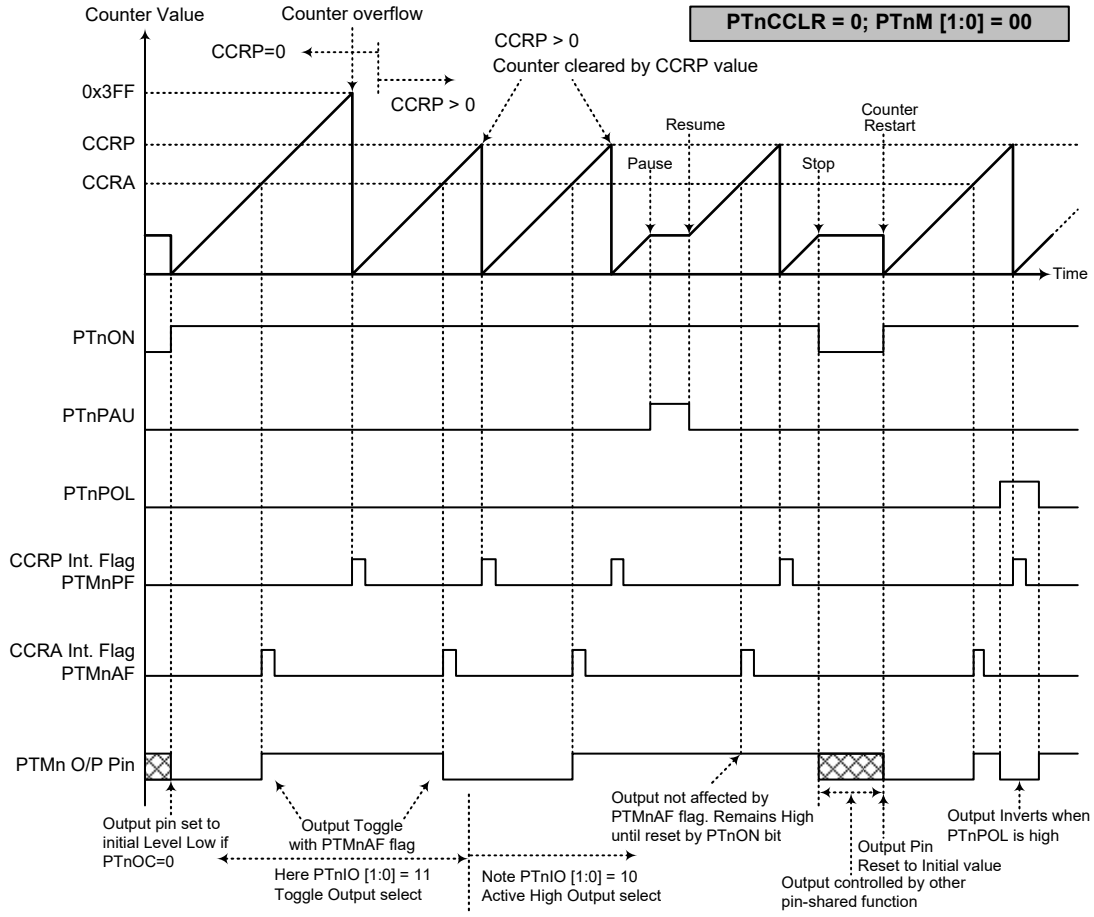 Counter Value
Counter overflow
PTnCCLR = 0; PTnM [1:0] = 00
CCRP=0
CCRP > 0
CCRP > 0
Counter cleared by CCRP value
0x3FF
CCRP
CCRA
Pause
Resume
Stop
Counter
Restart
Time
PTnON
PTnPAU
PTnPOL
CCRP Int. Flag
PTMnPF
CCRA Int. Flag
PTMnAF
PTMn O/P Pin
Output pin set to
initial Level Low if
PTnOC=0
Output Toggle
with PTMnAF flag
Here PTnIO [1:0] = 11
Toggle Output select
Note PTnIO [1:0] = 10
Active High Output select
Output not affected by
PTMnAF flag. Remains High
until reset by PTnON bit
Output Pin
Reset to Initial value
Output controlled by other
pin-shared function
Output Inverts when
PTnPOL is high